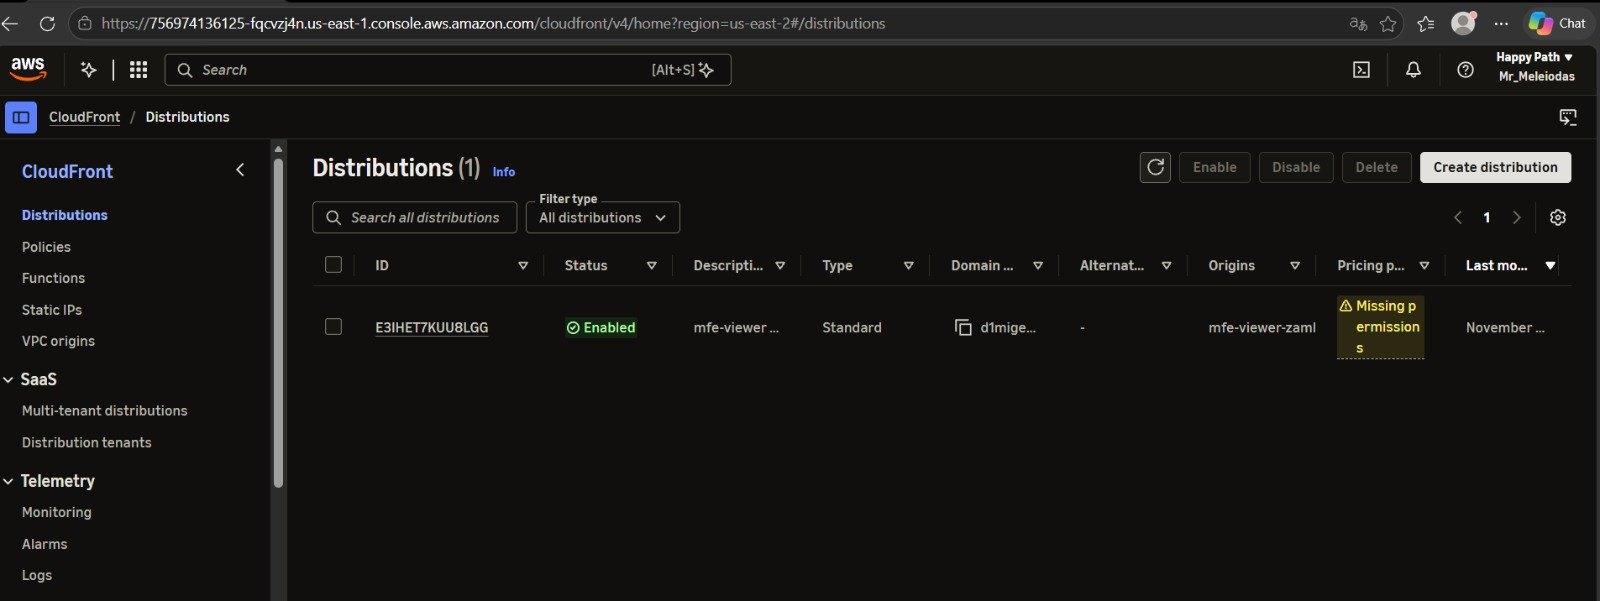 https://756974136125-fqcvzj4n.us-east-1.console.aws.amazon.com/cloudfront/v4/home?region=us-east-2#/distributions
Chat
aws
Search
[Alt+S]
Happy Path
Mr_Meleiodas
CloudFront / Distributions
CloudFront
Distributions
Policies
Functions
Static IPs
VPC origins
SaaS
Multi-tenant distributions
Distribution tenants
Telemetry
Monitoring
Alarms
Logs
Distributions (1) Info
Enable Disable Delete Create distribution
Search all distributions
Filter type
All distributions
1
ID Status Descripti... Type Domain ... Alternat... Origins Pricing p... Last mo...
E3IHET7KUU8LGG Enabled mfe-viewer ... Standard d1mige... - mfe-viewer-zaml Missing p
ermission
s
November ...